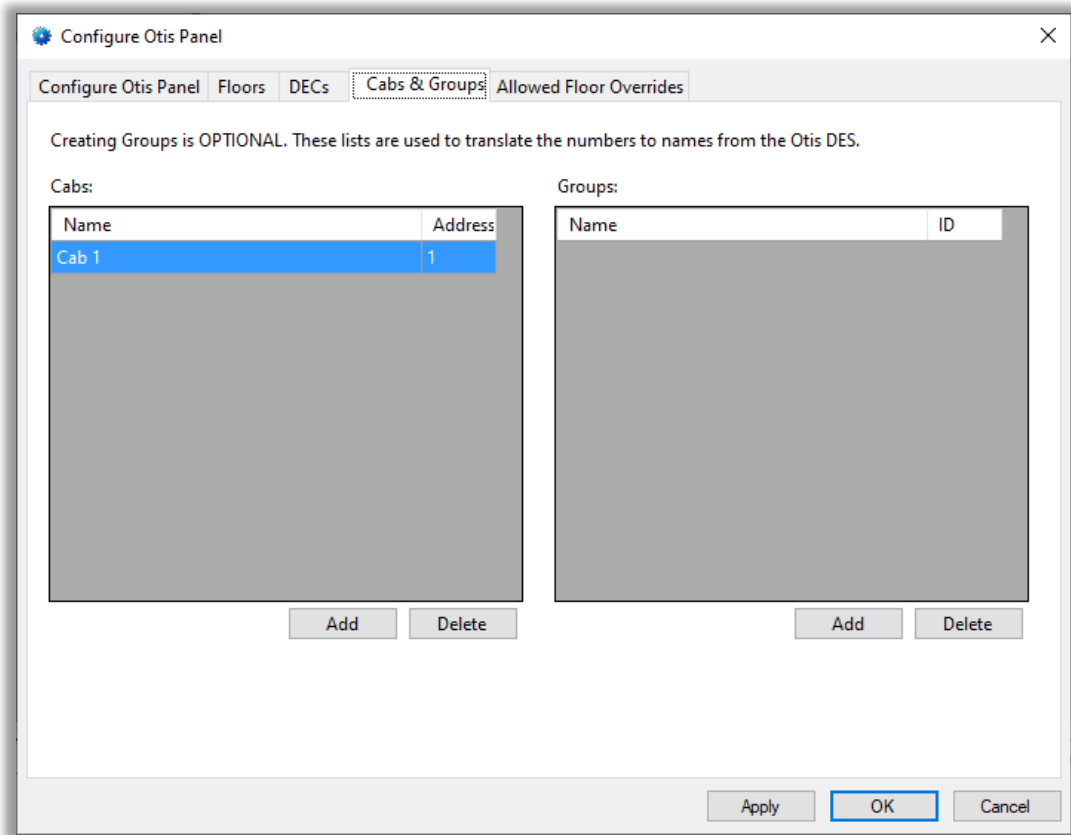 Configure Otis Panel
Configure Otis Panel Floors DECs Cabs & Groups Allowed Floor Overrides
Creating Groups is OPTIONAL. These lists are used to translate the numbers to names from the Otis DES.
Cabs: Groups:
Name Address Name ID
Cab 1 1
Add Delete Add Delete
Apply OK Cancel